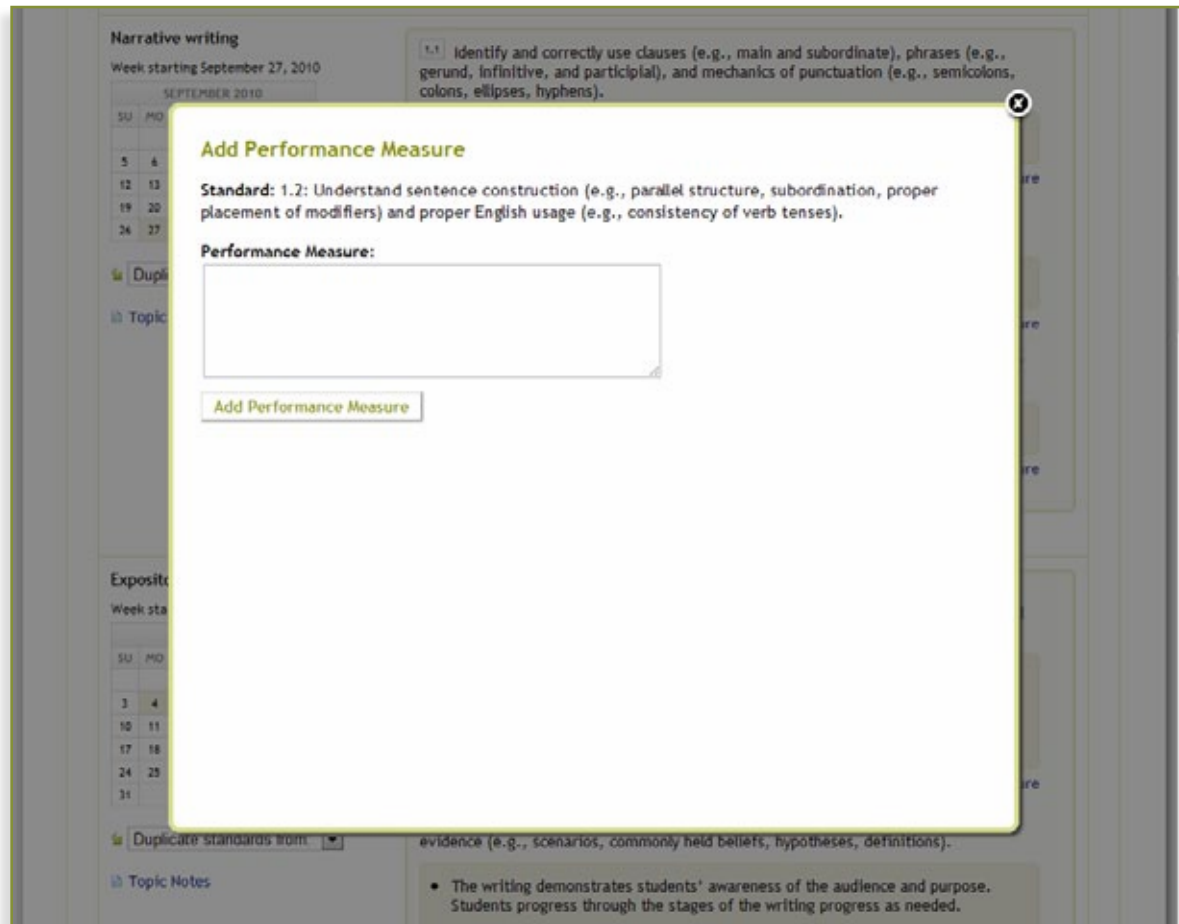 Narrative writing
Week starting September 27, 2010
SEPTEMBER 2010
SU MO
5 6
12 13
19 20
26 27
Topic
1.1 Identify and correctly use clauses (e.g., main and subordinate), phrases (e.g.,
gerund, infinitive, and participial), and mechanics of punctuation (e.g., semicolons,
colons, ellipses, hyphens).
Add Performance Measure
Standard: 1.2: Understand sentence construction (e.g., parallel structure, subordination, proper
placement of modifiers) and proper English usage (e.g., consistency of verb tenses).
Performance Measure:
Add Performance Measure
Week
SU MO
3 4
10 11
17 18
24 25
31
Duplicate standards from
Topic Notes
evidence (e.g., scenarios, commonly held beliefs, hypotheses, definitions).
• The writing demonstrates students' awareness of the audience and purpose.
Students progress through the stages of the writing progress as needed.